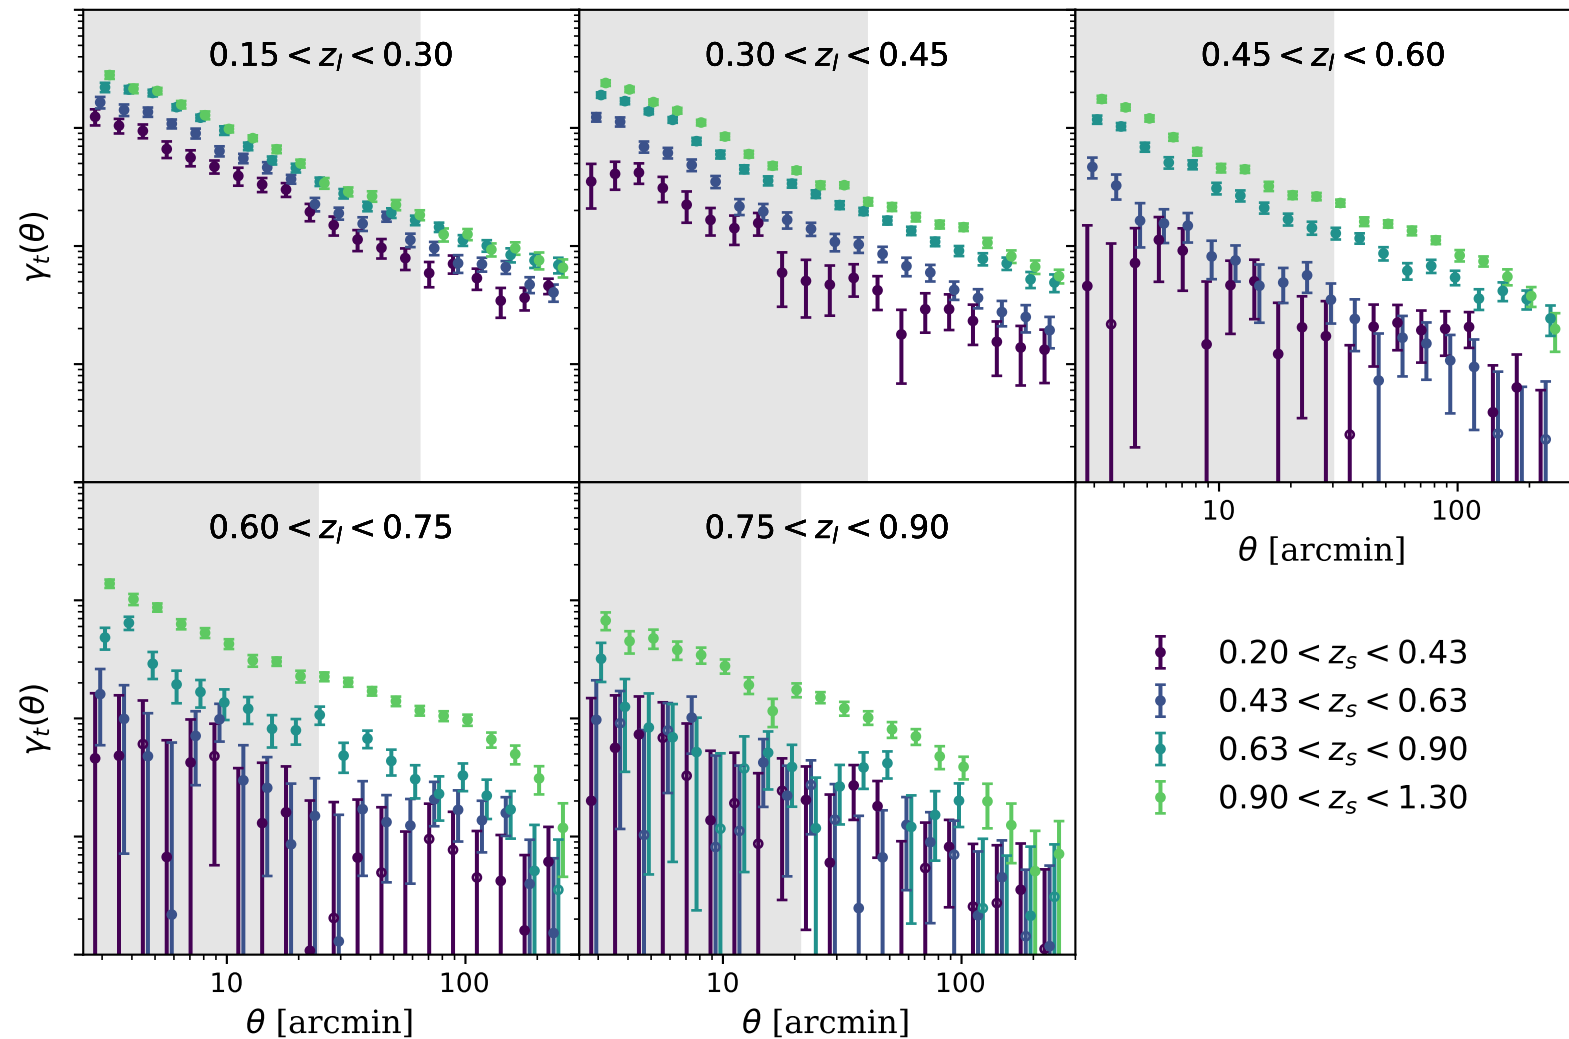 0.15 < z_l < 0.30
0.30 < z_l < 0.45
0.45 < z_l < 0.60
γ_t(θ)
10 100
θ [arcmin]
0.60 < z_l < 0.75
0.75 < z_l < 0.90
γ_t(θ)
0.20 < z_s < 0.43
0.43 < z_s < 0.63
0.63 < z_s < 0.90
0.90 < z_s < 1.30
10 100
10 100
θ [arcmin]
θ [arcmin]